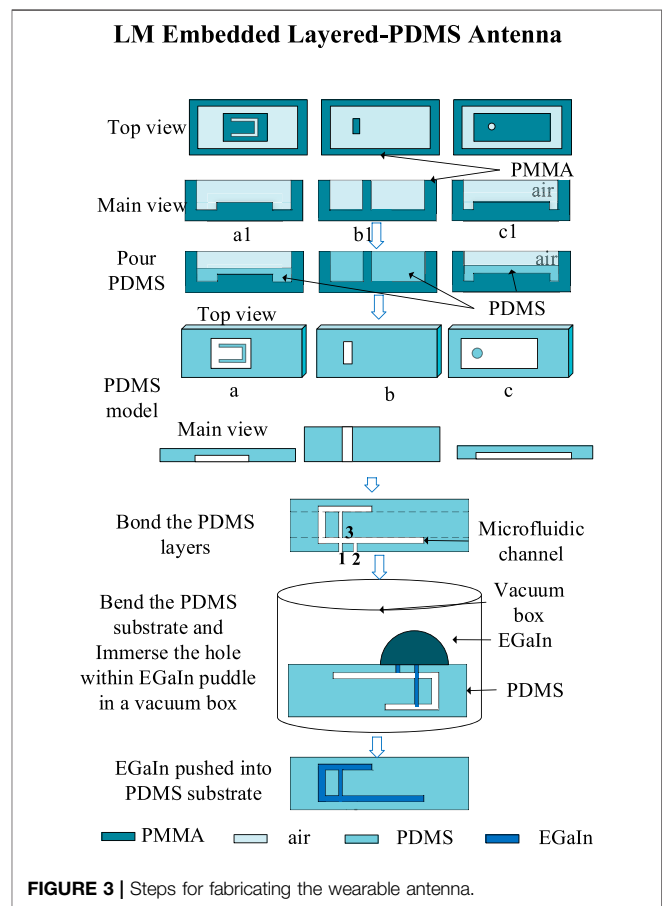 LM Embedded Layered-PDMS Antenna
Top view
PMMA
Main view
air
a1
b1
c1
Pour
PDMS
air
PDMS
Top view
a
b
c
PDMS
model
Main view
Bond the PDMS
layers
Microfluidic
channel
3
1 2
Vacuum
box
Bend the PDMS
substrate and
Immerse the hole
within EGaIn puddle
in a vacuum box
EGaIn
PDMS
EGaIn pushed into
PDMS substrate
PMMA air PDMS EGaIn
FIGURE 3 | Steps for fabricating the wearable antenna.